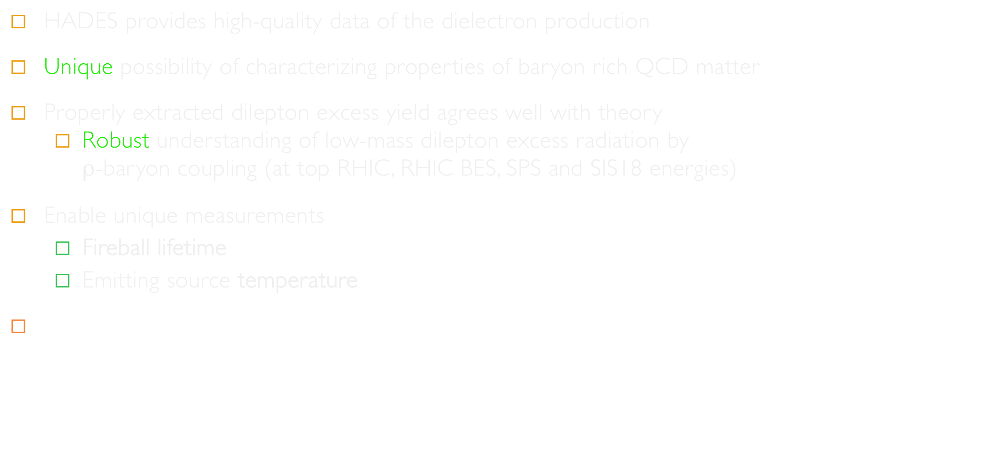 HADES provides high-quality data of the dielectron production
Unique possibility of characterizing properties of baryon rich QCD matter
Properly extracted dilepton excess yield agrees well with theory
Robust understanding of low-mass dilepton excess radiation by
ρ-baryon coupling (at top RHIC, RHIC BES, SPS and SIS18 energies)
Enable unique measurements
Fireball lifetime
Emitting source temperature